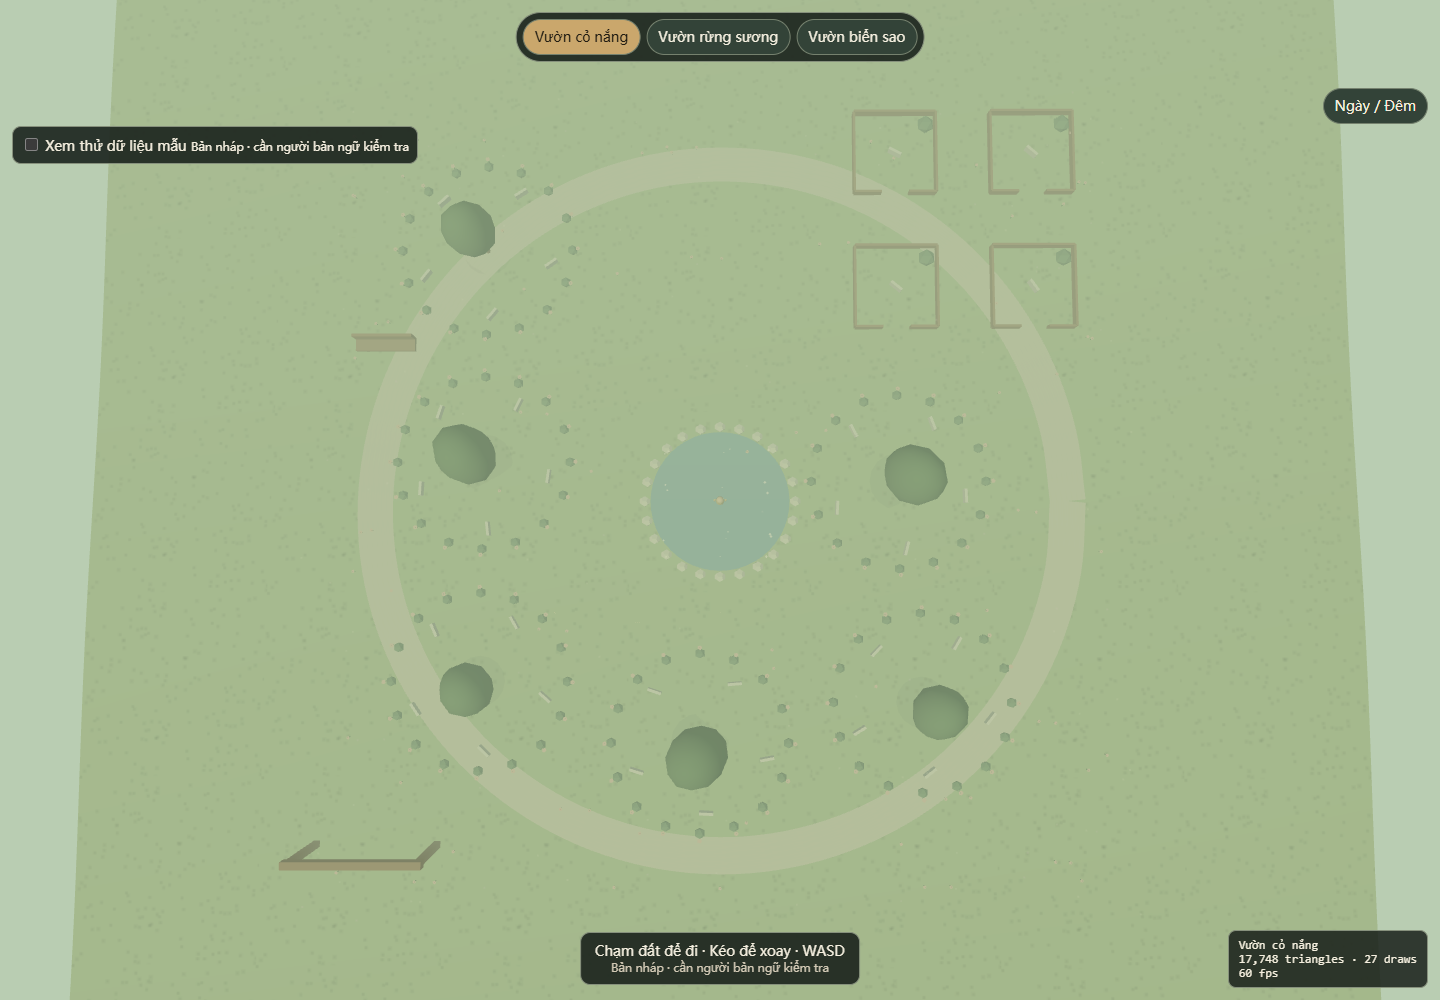 Vườn cỏ nắng
Vườn rừng sương
Vườn biển sao
Ngày / Đêm
Xem thử dữ liệu mẫu Bản nháp · cần người bản ngữ kiểm tra
Chạm đất để đi · Kéo để xoay · WASD
Bản nháp · cần người bản ngữ kiểm tra
Vườn cỏ nắng
17,748 triangles · 27 draws
60 fps